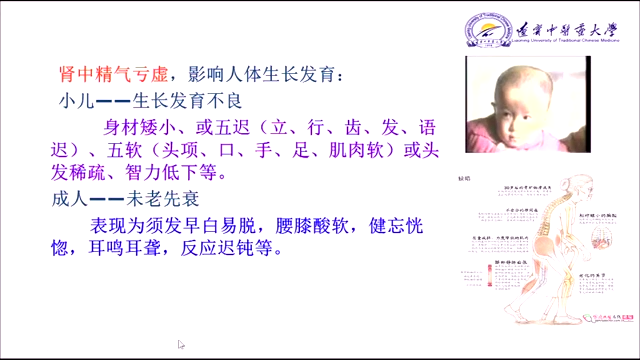 遼寧中醫藥大學
Liaoning University of Traditional Chinese Medicine
肾中精气亏虚，影响人体生长发育：
小儿——生长发育不良
身材矮小、或五迟（立、行、齿、发、语
迟）、五软（头项、口、手、足、肌肉软）或头
发稀疏、智力低下等。
成人——未老先衰
表现为须发早白易脱，腰膝酸软，健忘恍
惚，耳鸣耳聋，反应迟钝等。